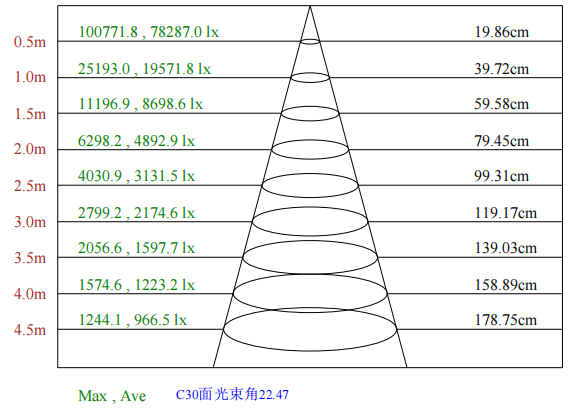 100771.8 , 78287.0 lx 19.86cm
0.5m
25193.0 , 19571.8 lx 39.72cm
1.0m
11196.9 , 8698.6 lx 59.58cm
1.5m
6298.2 , 4892.9 lx 79.45cm
2.0m
4030.9 , 3131.5 lx 99.31cm
2.5m
2799.2 , 2174.6 lx 119.17cm
3.0m
2056.6 , 1597.7 lx 139.03cm
3.5m
1574.6 , 1223.2 lx 158.89cm
4.0m
1244.1 , 966.5 lx 178.75cm
4.5m
Max , Ave C30面光束角22.47